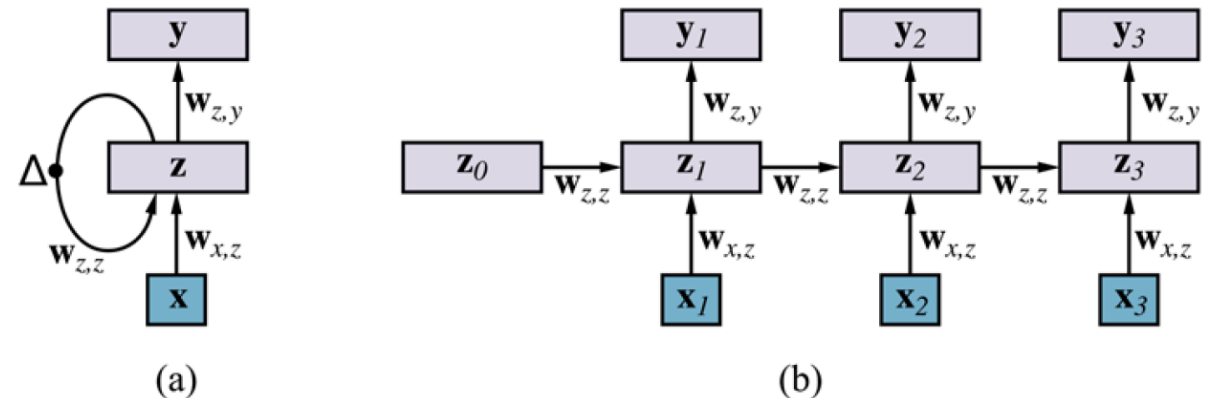 y
w_{z,y}
Δ
z
w_{z,z}
w_{x,z}
x
(a)
y_1 y_2 y_3
w_{z,y} w_{z,y} w_{z,y}
z_0 z_1 z_2 z_3
w_{z,z} w_{z,z} w_{z,z}
w_{x,z} w_{x,z} w_{x,z}
x_1 x_2 x_3
(b)